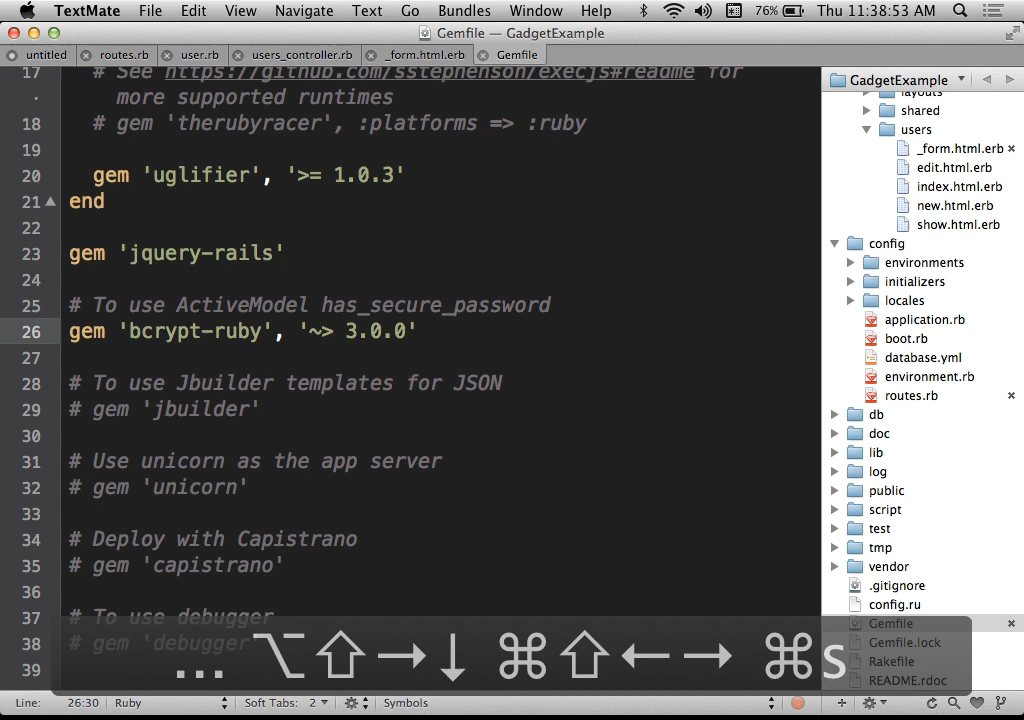 TextMate File Edit View Navigate Text Go Bundles Window Help 76% Thu 11:38:53 AM
Gemfile — GadgetExample
untitled routes.rb user.rb users_controller.rb _form.html.erb Gemfile
17 # See https://github.com/sstephenson/execjs#readme for
· more supported runtimes
18 # gem 'therubyracer', :platforms => :ruby
19
20 gem 'uglifier', '>= 1.0.3'
21 end
22
23 gem 'jquery-rails'
24
25 # To use ActiveModel has_secure_password
26 gem 'bcrypt-ruby', '~> 3.0.0'
27
28 # To use Jbuilder templates for JSON
29 # gem 'jbuilder'
30
31 # Use unicorn as the app server
32 # gem 'unicorn'
33
34 # Deploy with Capistrano
35 # gem 'capistrano'
36
37 # To use debugger
38 # gem 'debugger'
39
GadgetExample
layouts
shared
users
_form.html.erb
edit.html.erb
index.html.erb
new.html.erb
show.html.erb
config
environments
initializers
locales
application.rb
boot.rb
database.yml
environment.rb
routes.rb
db
doc
lib
log
public
script
test
tmp
vendor
.gitignore
config.ru
Gemfile
Gemfile.lock
Rakefile
README.rdoc
... ⌥⇧→↓ ⌘⇧←→ ⌘s
Line: 26:30 Ruby Soft Tabs: 2 Symbols